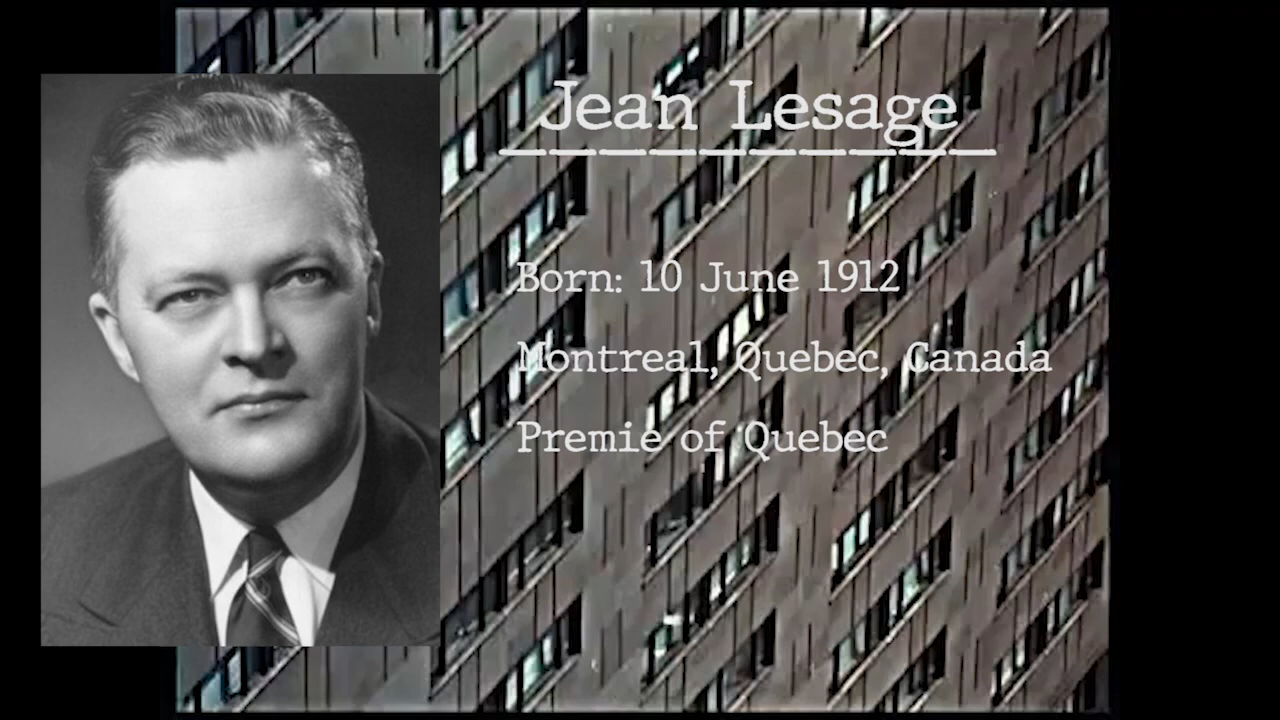 Jean Lesage
Born: 10 June 1912
Montreal, Quebec, Canada
Premie of Quebec